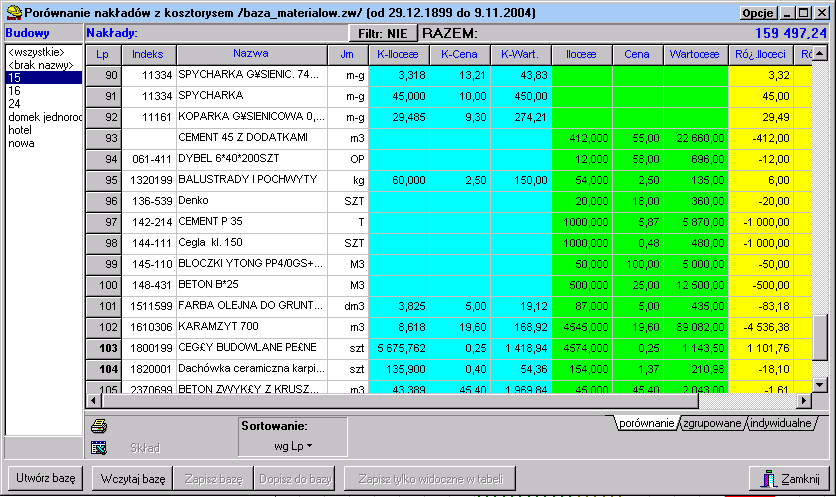 Porównanie nakładów z kosztorysem /baza_materialow.zw/ (od 29.12.1899 do 9.11.2004) Opcje
Budowy Nakłady: Filtr: NIE RAZEM: 159 497,24
<wszystkie>
<brak nazwy>
15
16
24
domek jednoroc
hotel
nowa
Lp Indeks Nazwa Jm K-Iloœæ K-Cena K-Wart. Iloœæ Cena Wartoœæ Ró¿.Iloœci Ró
90 11334 SPYCHARKA G¥SIENIC. 74... m-g 3,318 13,21 43,83 3,32
91 11334 SPYCHARKA m-g 45,000 10,00 450,00 45,00
92 11161 KOPARKA G¥SIENICOWA 0,... m-g 29,485 9,30 274,21 29,49
93 CEMENT 45 Z DODATKAMI m3 412,000 55,00 22 660,00 -412,00
94 061-411 DYBEL 6*40*200SZT OP 12,000 58,00 696,00 -12,00
95 1320199 BALUSTRADY I POCHWYTY kg 60,000 2,50 150,00 54,000 2,50 135,00 6,00
96 136-539 Denko SZT 20,000 18,00 360,00 -20,00
97 142-214 CEMENT P 35 T 1000,000 5,87 5 870,00 -1 000,00
98 144-111 Cegla kl. 150 SZT 1000,000 0,48 480,00 -1 000,00
99 145-110 BLOCZKI YTONG PP4/0GS+... M3 50,000 100,00 5 000,00 -50,00
100 148-431 BETON B*25 M3 500,000 25,00 12 500,00 -500,00
101 1511599 FARBA OLEJNA DO GRUNT... dm3 3,825 5,00 19,12 87,000 5,00 435,00 -83,18
102 1610306 KARAMZYT 700 m3 8,618 19,60 168,92 4545,000 19,60 89 082,00 -4 536,38
103 1800199 CEG£Y BUDOWLANE PE£NE szt 5 675,762 0,25 1 418,94 4574,000 0,25 1 143,50 1 101,76
104 1820001 Dachówka ceramiczna karpi... szt 135,900 0,40 54,36 154,000 1,37 210,98 -18,10
105 2370699 BETON ZWYK£Y Z KRUSZ... m3 43,389 45,40 1 969,84 45,000 45,40 2 043,00 -1,61
porównanie zgrupowane indywidualne
Sortowanie:
Skład wg Lp
Utwórz bazę Wczytaj bazę Zapisz bazę Dopisz do bazy Zapisz tylko widoczne w tabeli Zamknij